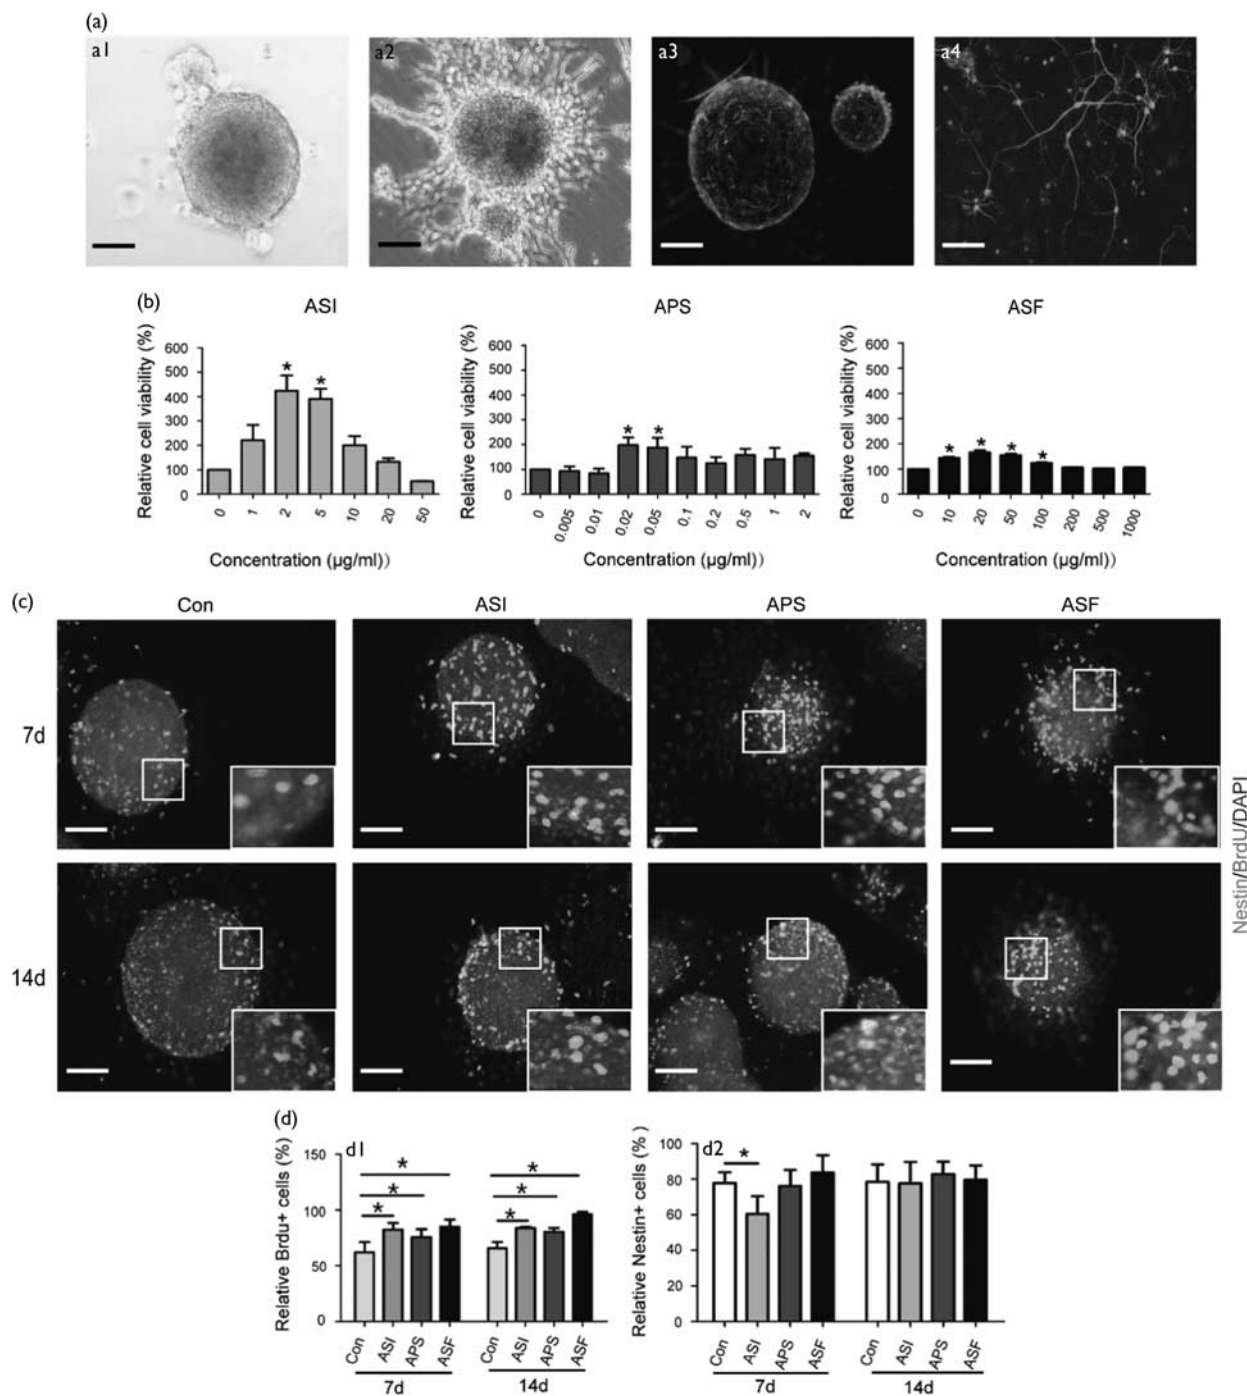 (a)
a1
a2
a3
a4
(b)
ASI
APS
ASF
Relative cell viability (%)
600
500
400
300
200
100
0
*
*
0
1
2
5
10
20
50
Concentration (µg/ml))
Relative cell viability (%)
600
500
400
300
200
100
0
*
*
0
0.005
0.01
0.02
0.05
0.1
0.2
0.5
1
2
Concentration (µg/ml))
Relative cell viability (%)
600
500
400
300
200
100
0
*
*
*
*
0
10
20
50
100
200
500
1000
Concentration (µg/ml))
(c)
Con
ASI
APS
ASF
7d
14d
Nestin/BrdU/DAPI
(d)
d1
Relative Brdu+ cells (%)
150
100
50
0
*
*
*
*
*
*
Con
ASI
APS
ASF
Con
ASI
APS
ASF
7d
14d
d2
Relative Nestin+ cells (% )
100
80
60
40
20
0
*
Con
ASI
APS
ASF
Con
ASI
APS
ASF
7d
14d